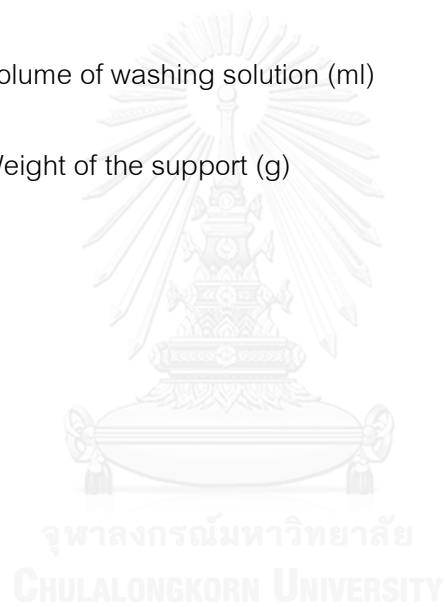 olume of washing solution (ml)
eight of the support (g)
จุฬาลงกรณ์มหาวิทยาลัย
CHULALONGKORN UNIVERSITY